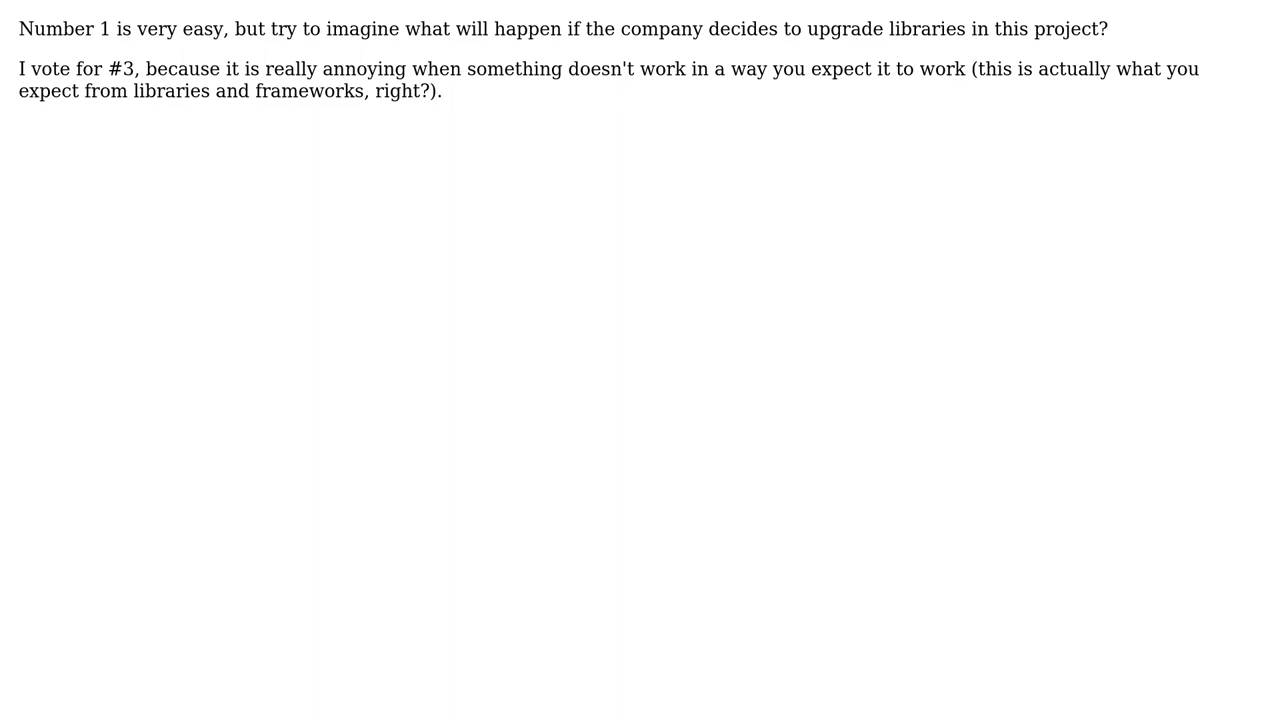 Number 1 is very easy, but try to imagine what will happen if the company decides to upgrade libraries in this project?
I vote for #3, because it is really annoying when something doesn't work in a way you expect it to work (this is actually what you
expect from libraries and frameworks, right?).